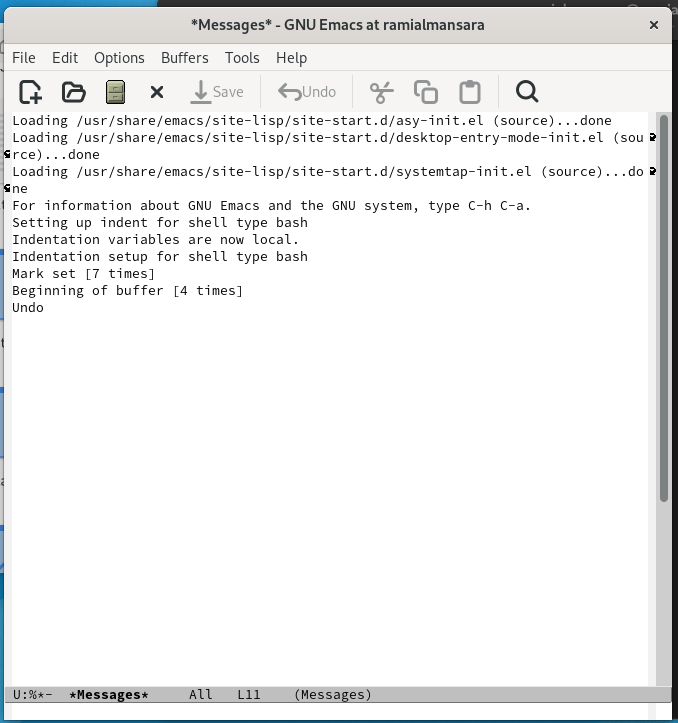 *Messages* - GNU Emacs at ramialmansara
File Edit Options Buffers Tools Help
Save Undo
Loading /usr/share/emacs/site-lisp/site-start.d/asy-init.el (source)...done
Loading /usr/share/emacs/site-lisp/site-start.d/desktop-entry-mode-init.el (sou
rce)...done
Loading /usr/share/emacs/site-lisp/site-start.d/systemtap-init.el (source)...do
ne
For information about GNU Emacs and the GNU system, type C-h C-a.
Setting up indent for shell type bash
Indentation variables are now local.
Indentation setup for shell type bash
Mark set [7 times]
Beginning of buffer [4 times]
Undo
U:%*- *Messages* All L11 (Messages)